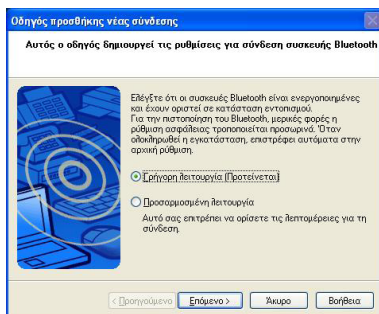 Οδηγός προσθήκης νέας σύνδεσης
Αυτός ο οδηγός δημιουργεί τις ρυθμίσεις για σύνδεση συσκευής Bluetooth
Ελέγξτε ότι οι συσκευές Bluetooth είναι ενεργοποιημένες
και έχουν οριστεί σε κατάσταση εντοπισμού.
Για την πιστοποίηση του Bluetooth, μερικές φορές η
ρύθμιση ασφάλειας τροποποιείται προσωρινά. Όταν
ολοκληρωθεί η εγκατάσταση, επιστρέφει αυτόματα στην
αρχική ρύθμιση.
Γρήγορη λειτουργία (Προτείνεται)
Προσαρμοσμένη λειτουργία
Αυτό σας επιτρέπει να ορίσετε τις λεπτομέρειες για τη
σύνδεση.
< Προηγούμενο Επόμενο > Άκυρο Βοήθεια